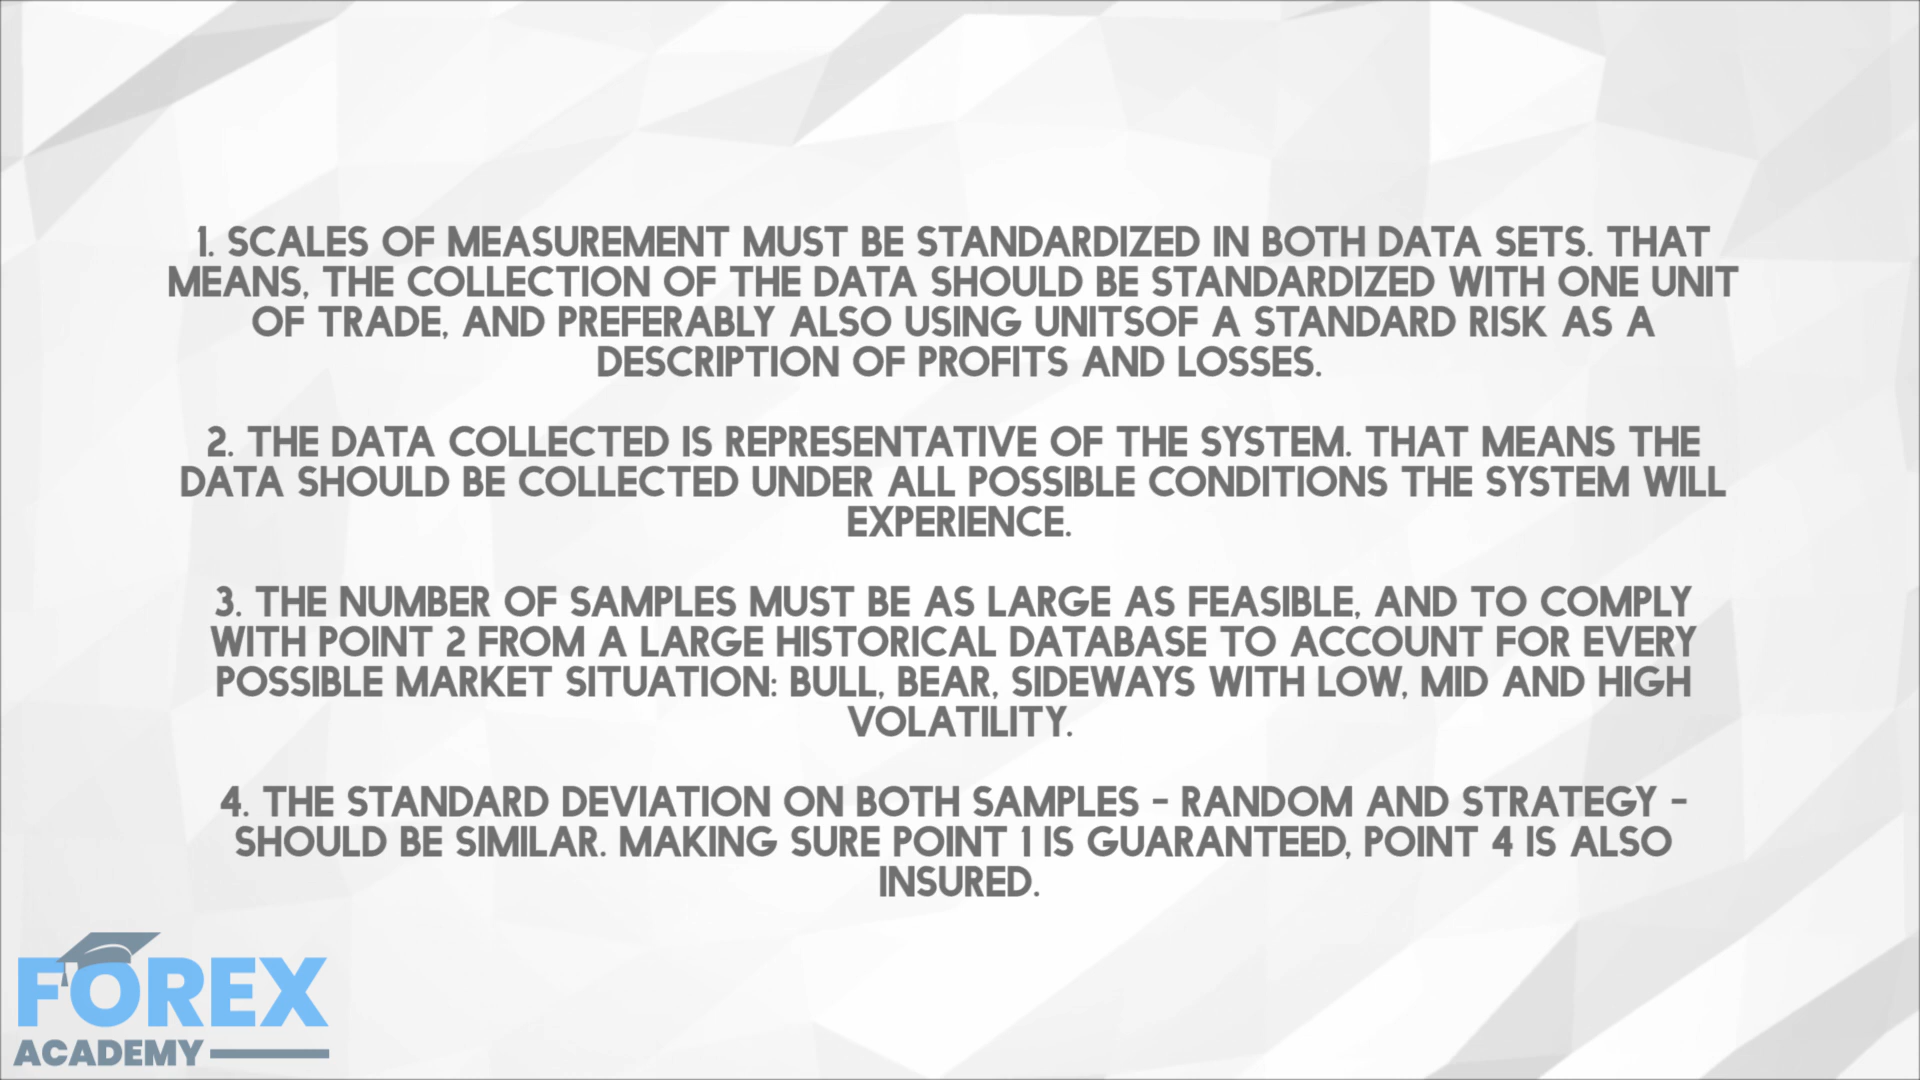 1. SCALES OF MEASUREMENT MUST BE STANDARDIZED IN BOTH DATA SETS. THAT
MEANS, THE COLLECTION OF THE DATA SHOULD BE STANDARDIZED WITH ONE UNIT
OF TRADE, AND PREFERABLY ALSO USING UNITSOF A STANDARD RISK AS A
DESCRIPTION OF PROFITS AND LOSSES.
2. THE DATA COLLECTED IS REPRESENTATIVE OF THE SYSTEM. THAT MEANS THE
DATA SHOULD BE COLLECTED UNDER ALL POSSIBLE CONDITIONS THE SYSTEM WILL
EXPERIENCE.
3. THE NUMBER OF SAMPLES MUST BE AS LARGE AS FEASIBLE, AND TO COMPLY
WITH POINT 2 FROM A LARGE HISTORICAL DATABASE TO ACCOUNT FOR EVERY
POSSIBLE MARKET SITUATION: BULL, BEAR, SIDEWAYS WITH LOW, MID AND HIGH
VOLATILITY.
4. THE STANDARD DEVIATION ON BOTH SAMPLES - RANDOM AND STRATEGY -
SHOULD BE SIMILAR. MAKING SURE POINT 1 IS GUARANTEED, POINT 4 IS ALSO
INSURED.
FOREX
ACADEMY